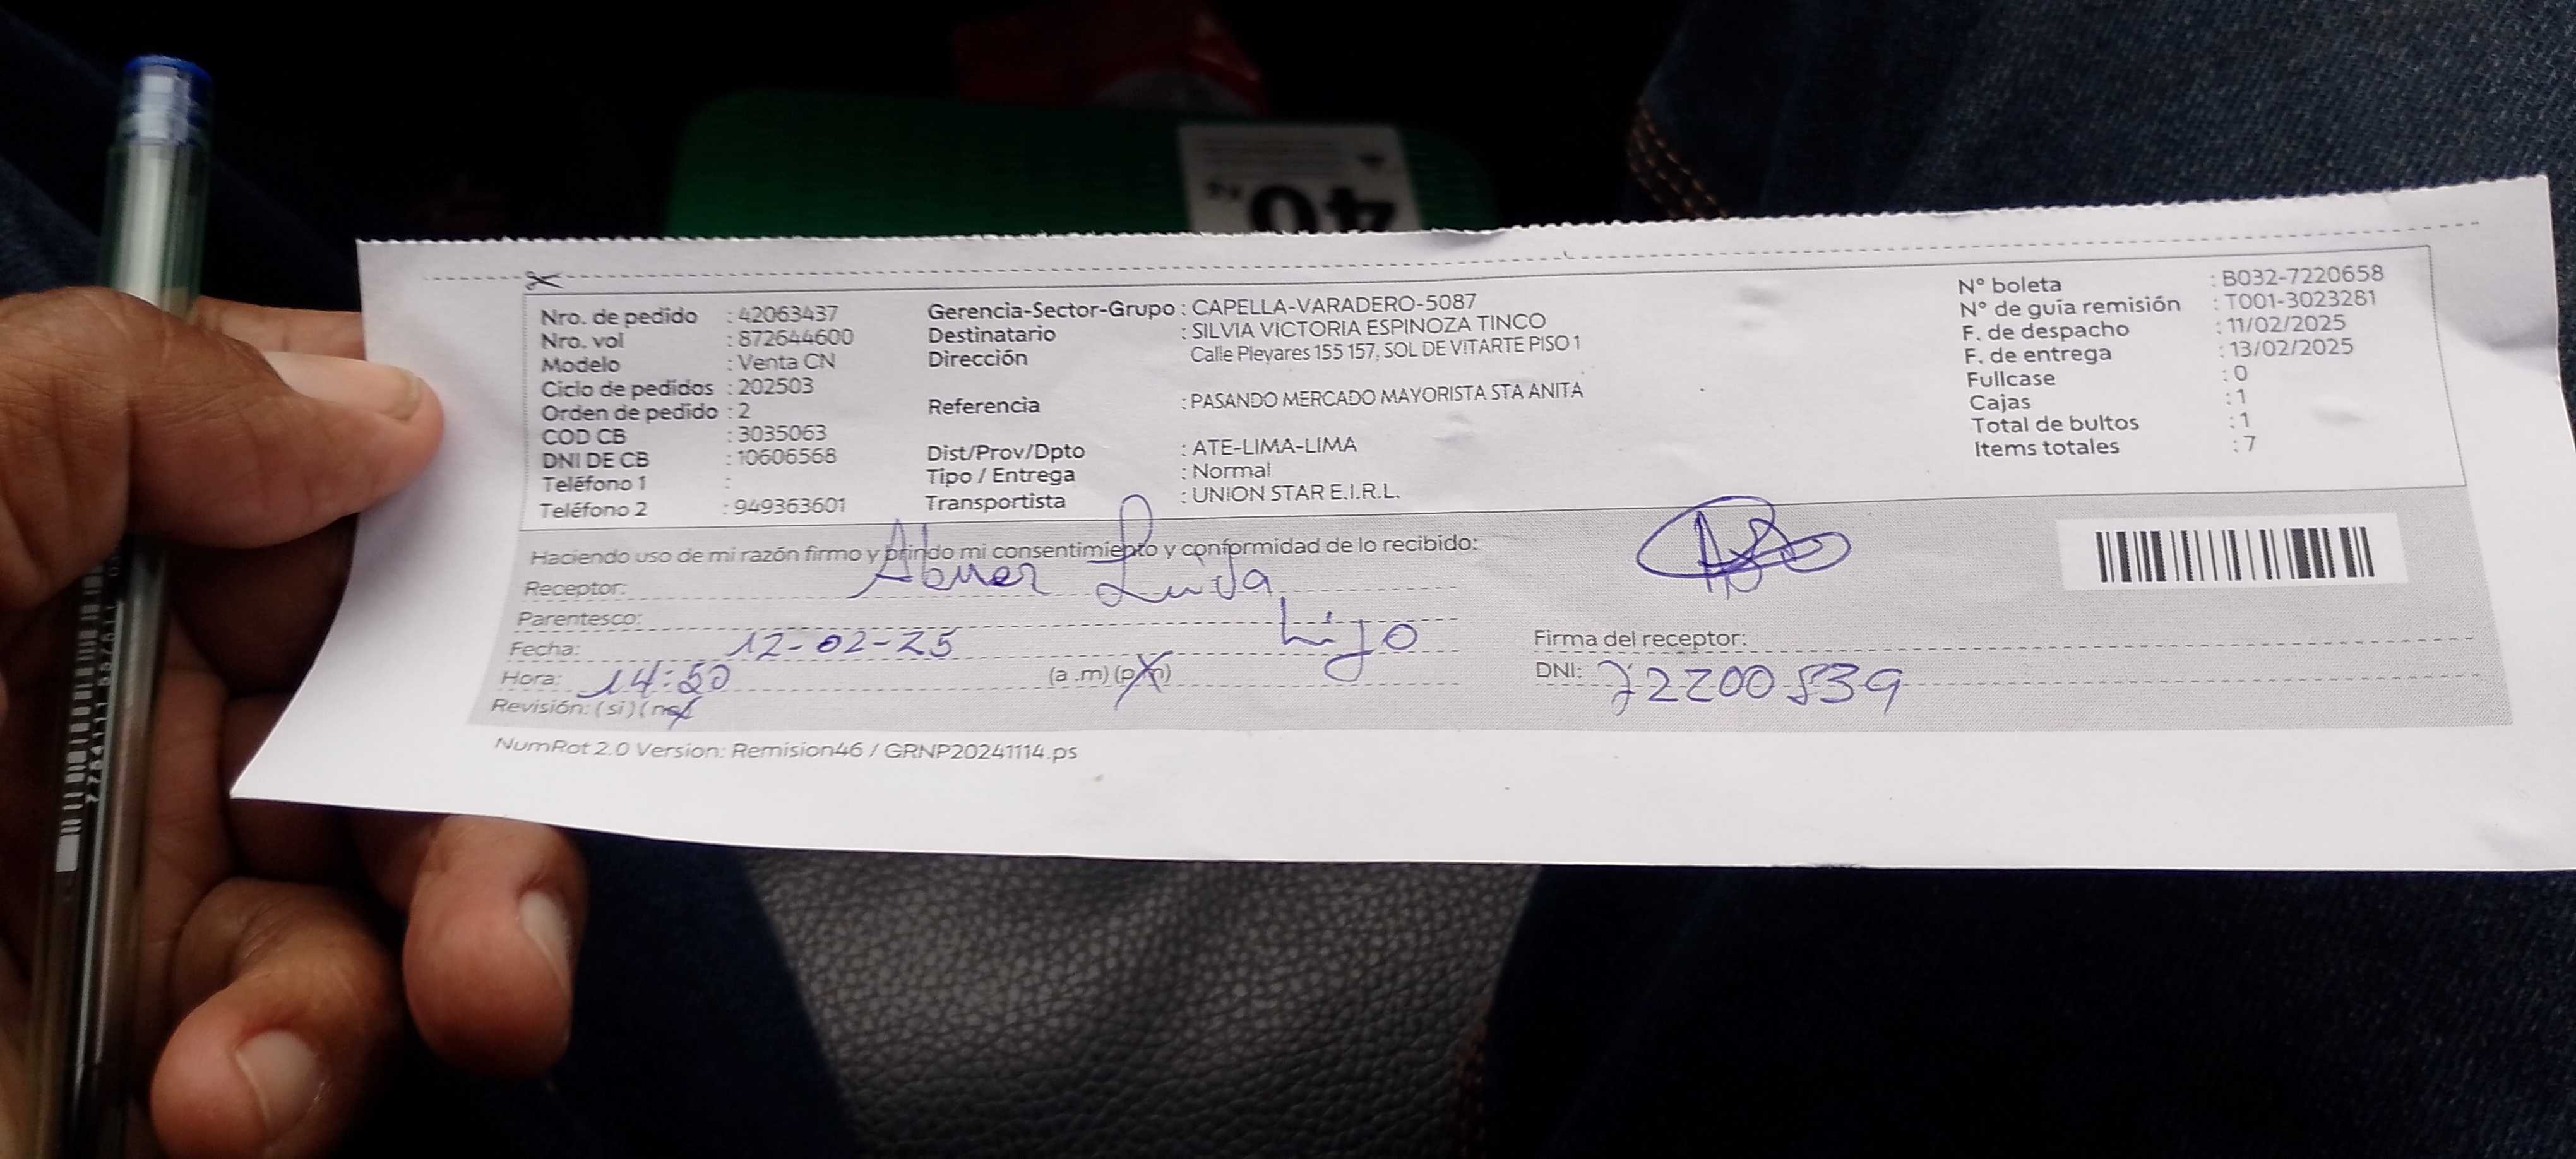 40
Nro. de pedido : 42063437
Nro. vol : 872644600
Modelo : Venta CN
Ciclo de pedidos : 202503
Orden de pedido : 2
COD CB : 3035063
DNI DE CB : 10606568
Teléfono 1 :
Teléfono 2 : 949363601
Gerencia-Sector-Grupo : CAPELLA-VARADERO-5087
Destinatario : SILVIA VICTORIA ESPINOZA TINCO
Dirección Calle Pleyares 155 157, SOL DE VITARTE PISO 1
Referencia : PASANDO MERCADO MAYORISTA STA ANITA
Dist/Prov/Dpto : ATE-LIMA-LIMA
Tipo / Entrega : Normal
Transportista : UNION STAR E.I.R.L.
N° boleta : B032-7220658
N° de guía remisión : T001-3023281
F. de despacho : 11/02/2025
F. de entrega : 13/02/2025
Fullcase : 0
Cajas : 1
Total de bultos : 1
Items totales : 7
Haciendo uso de mi razón firmo y brindo mi consentimiento y conformidad de lo recibido:
Receptor: Abner
Parentesco: hijo
Fecha: 12-02-25
Hora: 14:50 (a .m) (p.m)
Revisión: ( si ) ( no )
Firma del receptor:
DNI: 72200839
NumRot 2.0 Version: Remision46 / GRNP20241114.ps